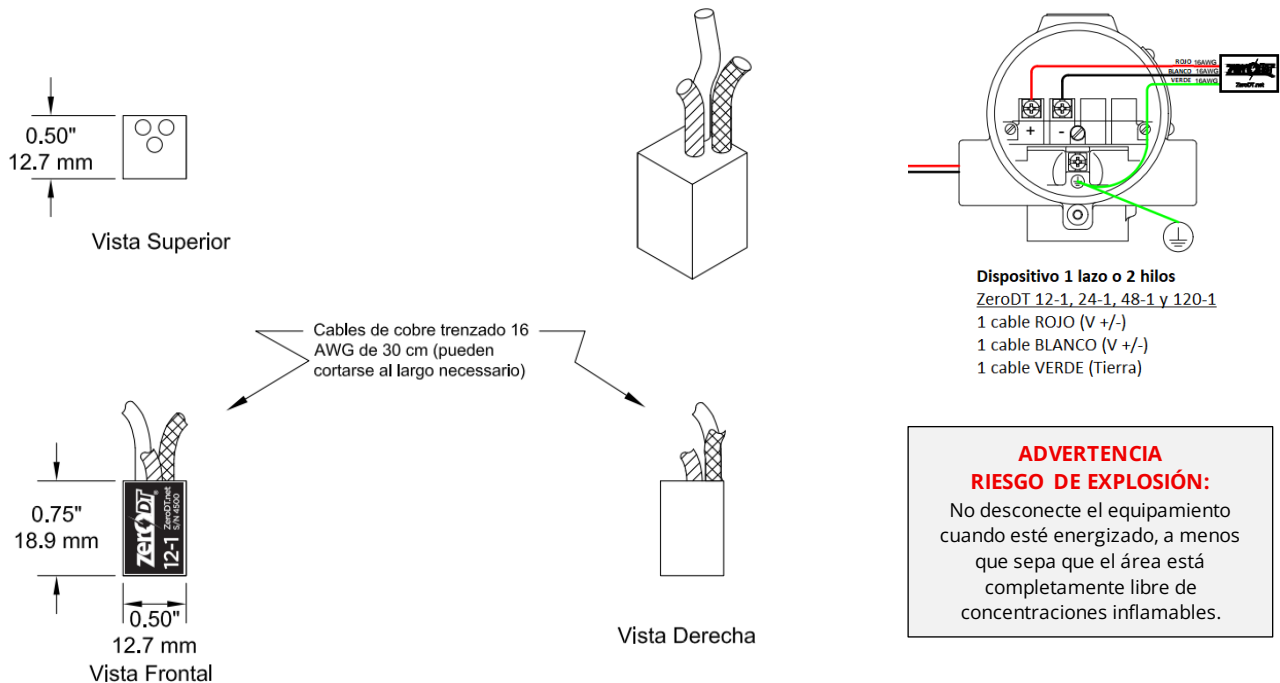 0.50"
12.7 mm
Vista Superior
ROJO 16AWG
BLANCO 16AWG
VERDE 16AWG
ZERODT
ZeroDT.net
+ -
Dispositivo 1 lazo o 2 hilos
ZeroDT 12-1, 24-1, 48-1 y 120-1
1 cable ROJO (V +/-)
1 cable BLANCO (V +/-)
1 cable VERDE (Tierra)
Cables de cobre trenzado 16
AWG de 30 cm (pueden
cortarse al largo necessario)
0.75"
18.9 mm
zeroDT®
12-1
ZeroDT.net
S/N 4500
0.50"
12.7 mm
Vista Frontal
Vista Derecha
ADVERTENCIA
RIESGO DE EXPLOSIÓN:
No desconecte el equipamiento
cuando esté energizado, a menos
que sepa que el área está
completamente libre de
concentraciones inflamables.